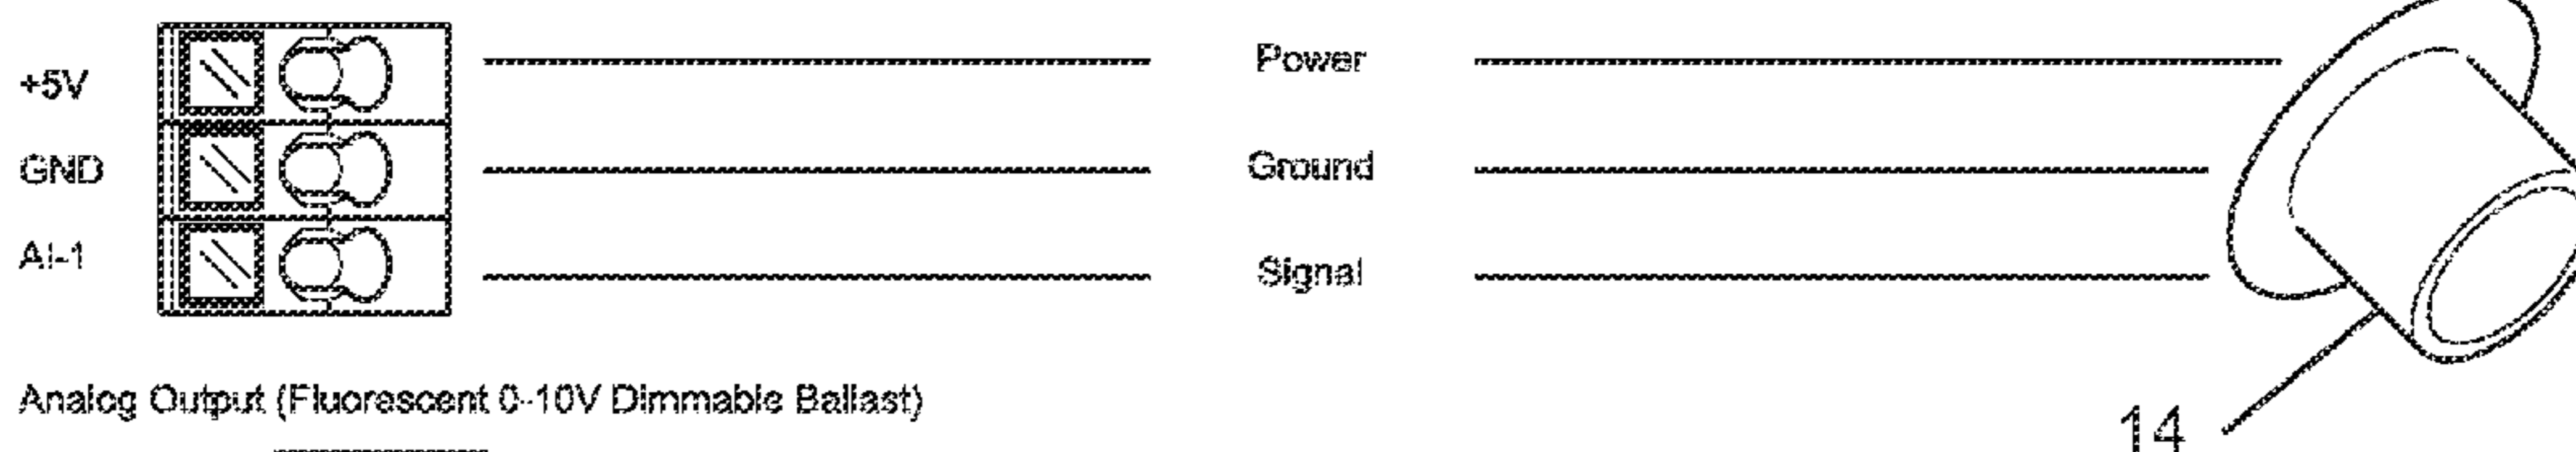 +5V Power
GND Ground
AI-1 Signal
Analog Output (Fluorescent 0-10V Dimmable Ballast)
14